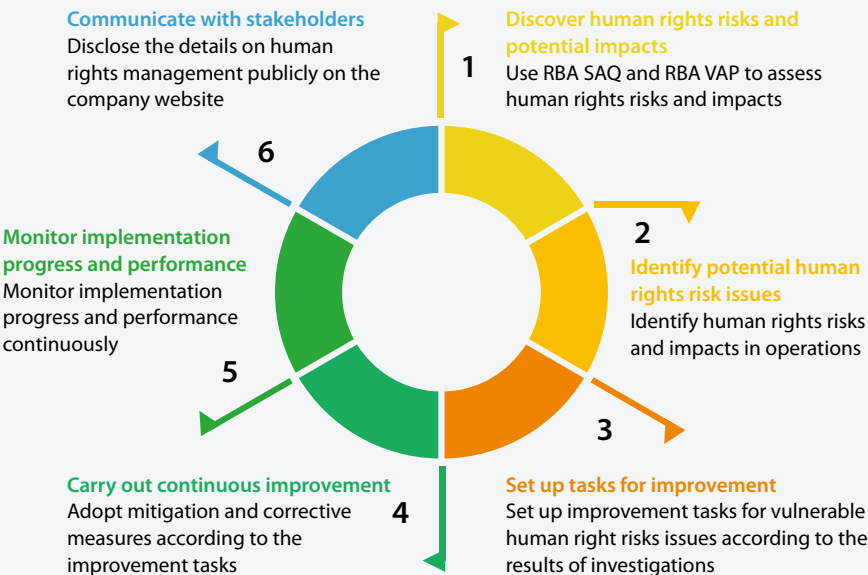 1
Discover human rights risks and
potential impacts
Use RBA SAQ and RBA VAP to assess
human rights risks and impacts
2
Identify potential human
rights risk issues
Identify human rights risks
and impacts in operations
3
Set up tasks for improvement
Set up improvement tasks for vulnerable
human right risks issues according to the
results of investigations
4
Carry out continuous improvement
Adopt mitigation and corrective
measures according to the
improvement tasks
5
Monitor implementation
progress and performance
Monitor implementation
progress and performance
continuously
6
Communicate with stakeholders
Disclose the details on human
rights management publicly on the
company website